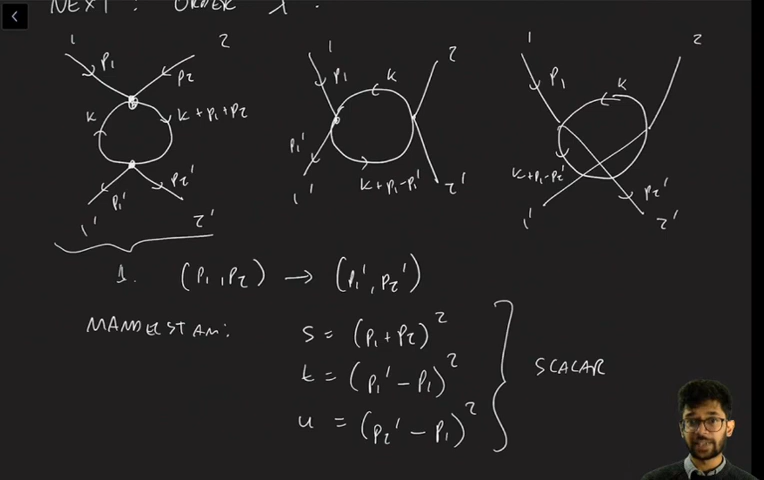 NEXT: ORDER λ
1 2 1 2 1 2
p₁ p₂ p₁ k p₁ k
k k+p₁+p₂
p₁' p₂' p₁' k+p₁-p₁' k+p₁-p₂' p₂'
1' 2' 1' 2' 1' 2'
1. (p₁, p₂) → (p₁', p₂')
MANDELSTAM: s = (p₁+p₂)²
t = (p₁'-p₁)²
SCALAR
u = (p₂'-p₁)²